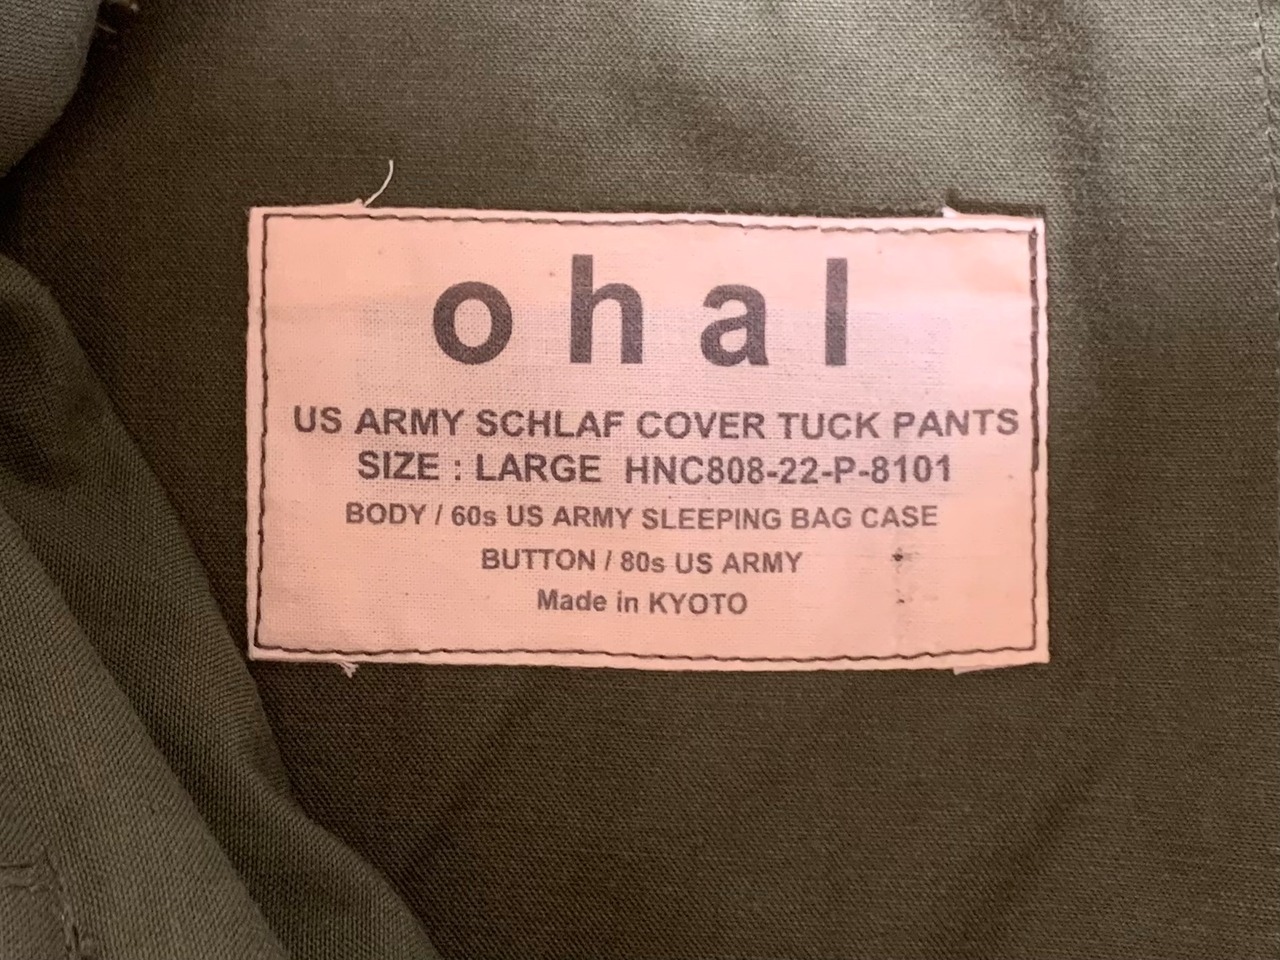 ohal
US ARMY SCHLAF COVER TUCK PANTS
SIZE : LARGE HNC808-22-P-8101
BODY / 60s US ARMY SLEEPING BAG CASE
BUTTON / 80s US ARMY
Made in KYOTO